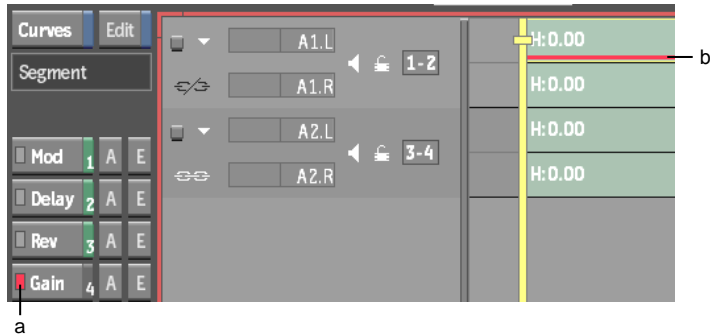 Curves Edit
Segment
Mod 1 A E
Delay 2 A E
Rev 3 A E
Gain 4 A E
A1.L
1-2
A1.R
A2.L
3-4
A2.R
H:0.00
H:0.00
H:0.00
H:0.00
b
a